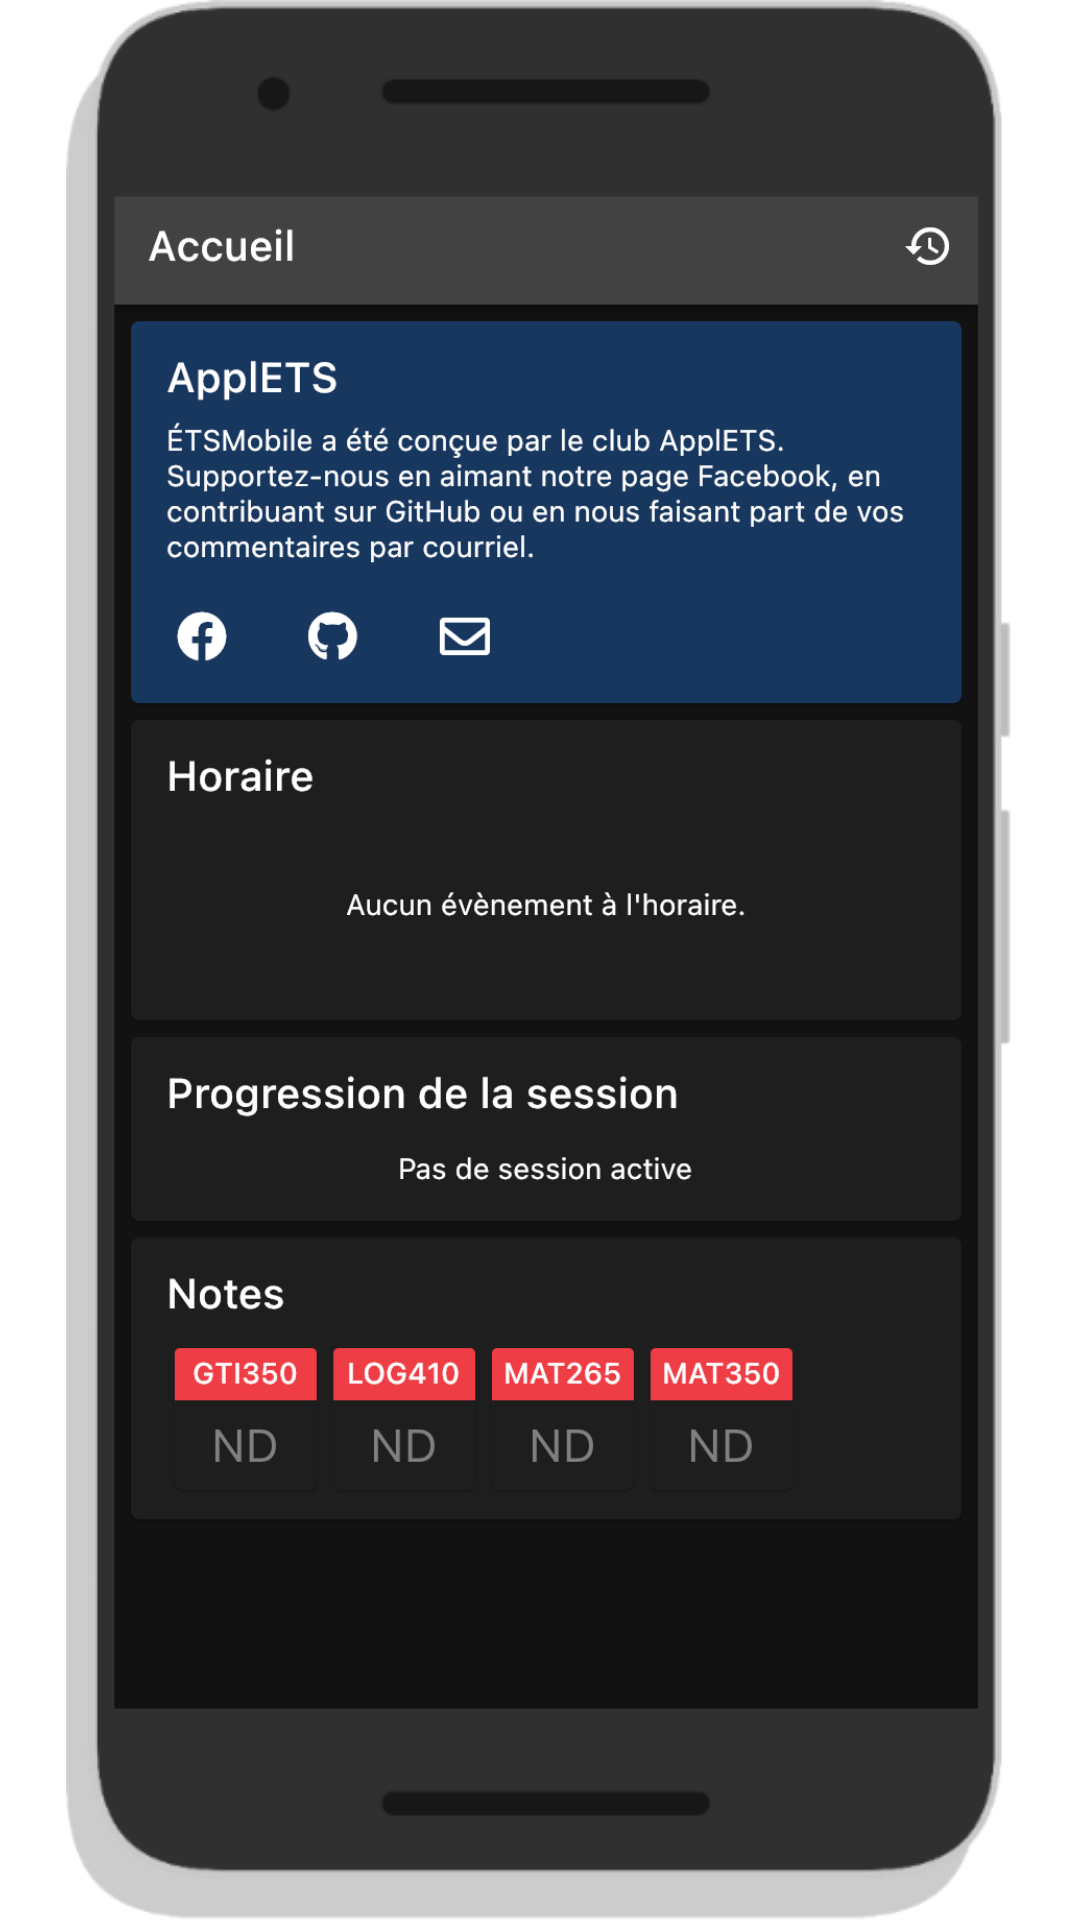 Accueil
ApplETS
ÉTSMobile a été conçue par le club ApplETS.
Supportez-nous en aimant notre page Facebook, en
contribuant sur GitHub ou en nous faisant part de vos
commentaires par courriel.
Horaire
Aucun évènement à l'horaire.
Progression de la session
Pas de session active
Notes
GTI350 LOG410 MAT265 MAT350
ND ND ND ND